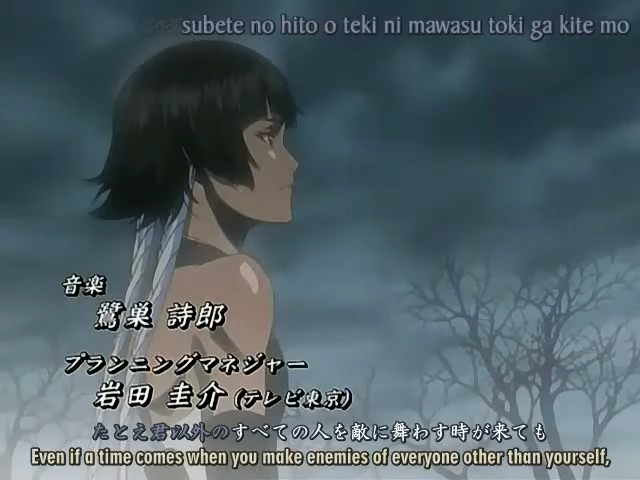 subete no hito o teki ni mawasu toki ga kite mo
音楽
鷺巣 詩郎
プランニングマネジャー
岩田 圭介 (テレビ東京)
たとえ君以外のすべての人を敵に舞わす時が来ても
Even if a time comes when you make enemies of everyone other than yourself,